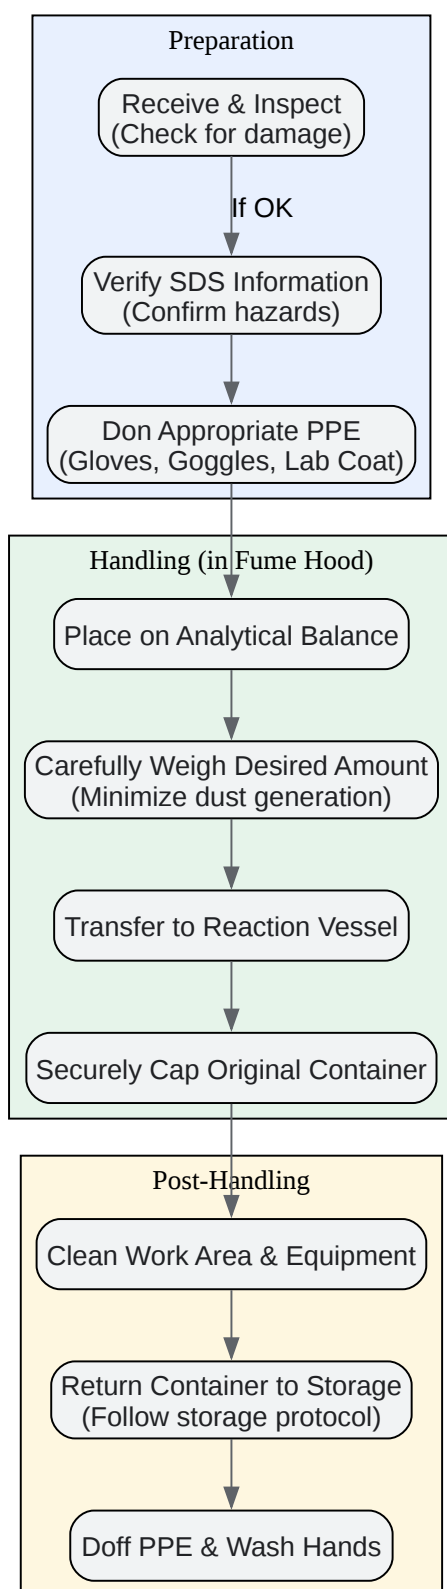 Preparation
Receive & Inspect
(Check for damage)
If OK
Verify SDS Information
(Confirm hazards)
Don Appropriate PPE
(Gloves, Goggles, Lab Coat)
Handling (in Fume Hood)
Place on Analytical Balance
Carefully Weigh Desired Amount
(Minimize dust generation)
Transfer to Reaction Vessel
Securely Cap Original Container
Post-Handling
Clean Work Area & Equipment
Return Container to Storage
(Follow storage protocol)
Doff PPE & Wash Hands